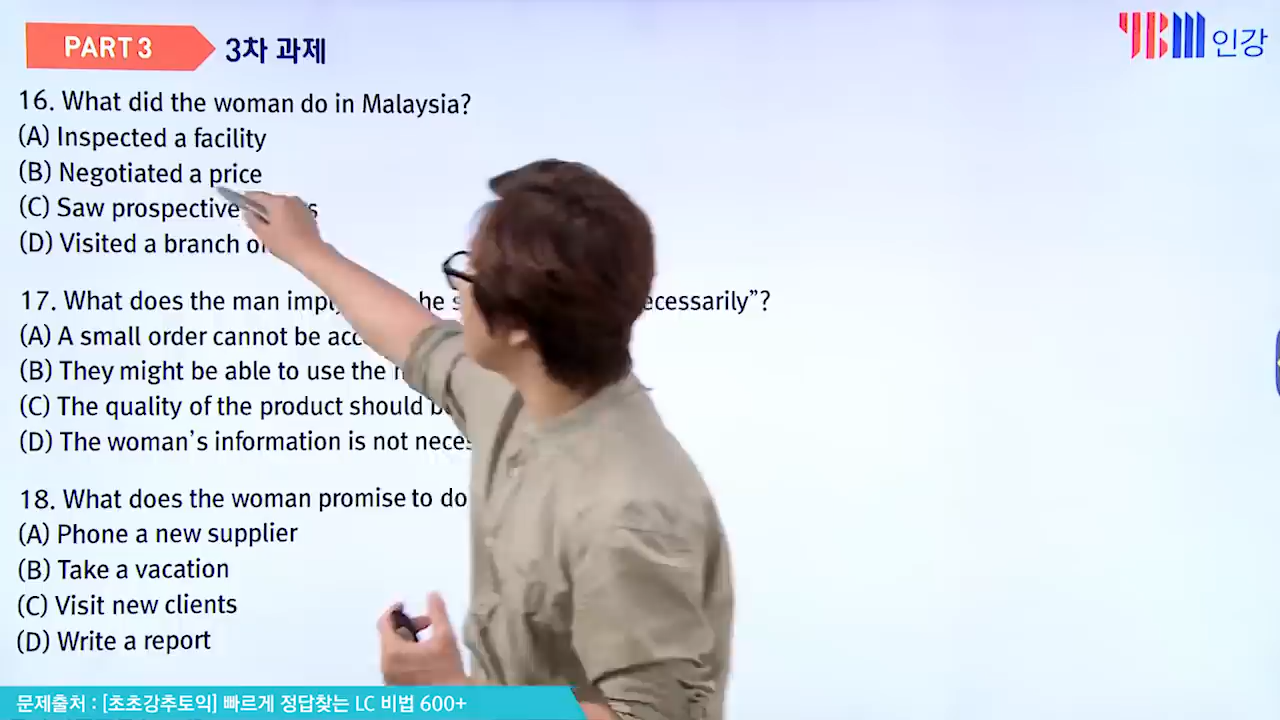 PART 3
3차 과제
YBM 인강
16. What did the woman do in Malaysia?
(A) Inspected a facility
(B) Negotiated a price
(C) Saw prospective
(D) Visited a branch
17. What does the man he ?
(A) A small order cannot be
(B) They might be able to use the
(C) The quality of the product should
(D) The woman’s information is not
18. What does the woman promise to do
(A) Phone a new supplier
(B) Take a vacation
(C) Visit new clients
(D) Write a report
문제출처 : [초초강추토익] 빠르게 정답찾는 LC 비법 600+